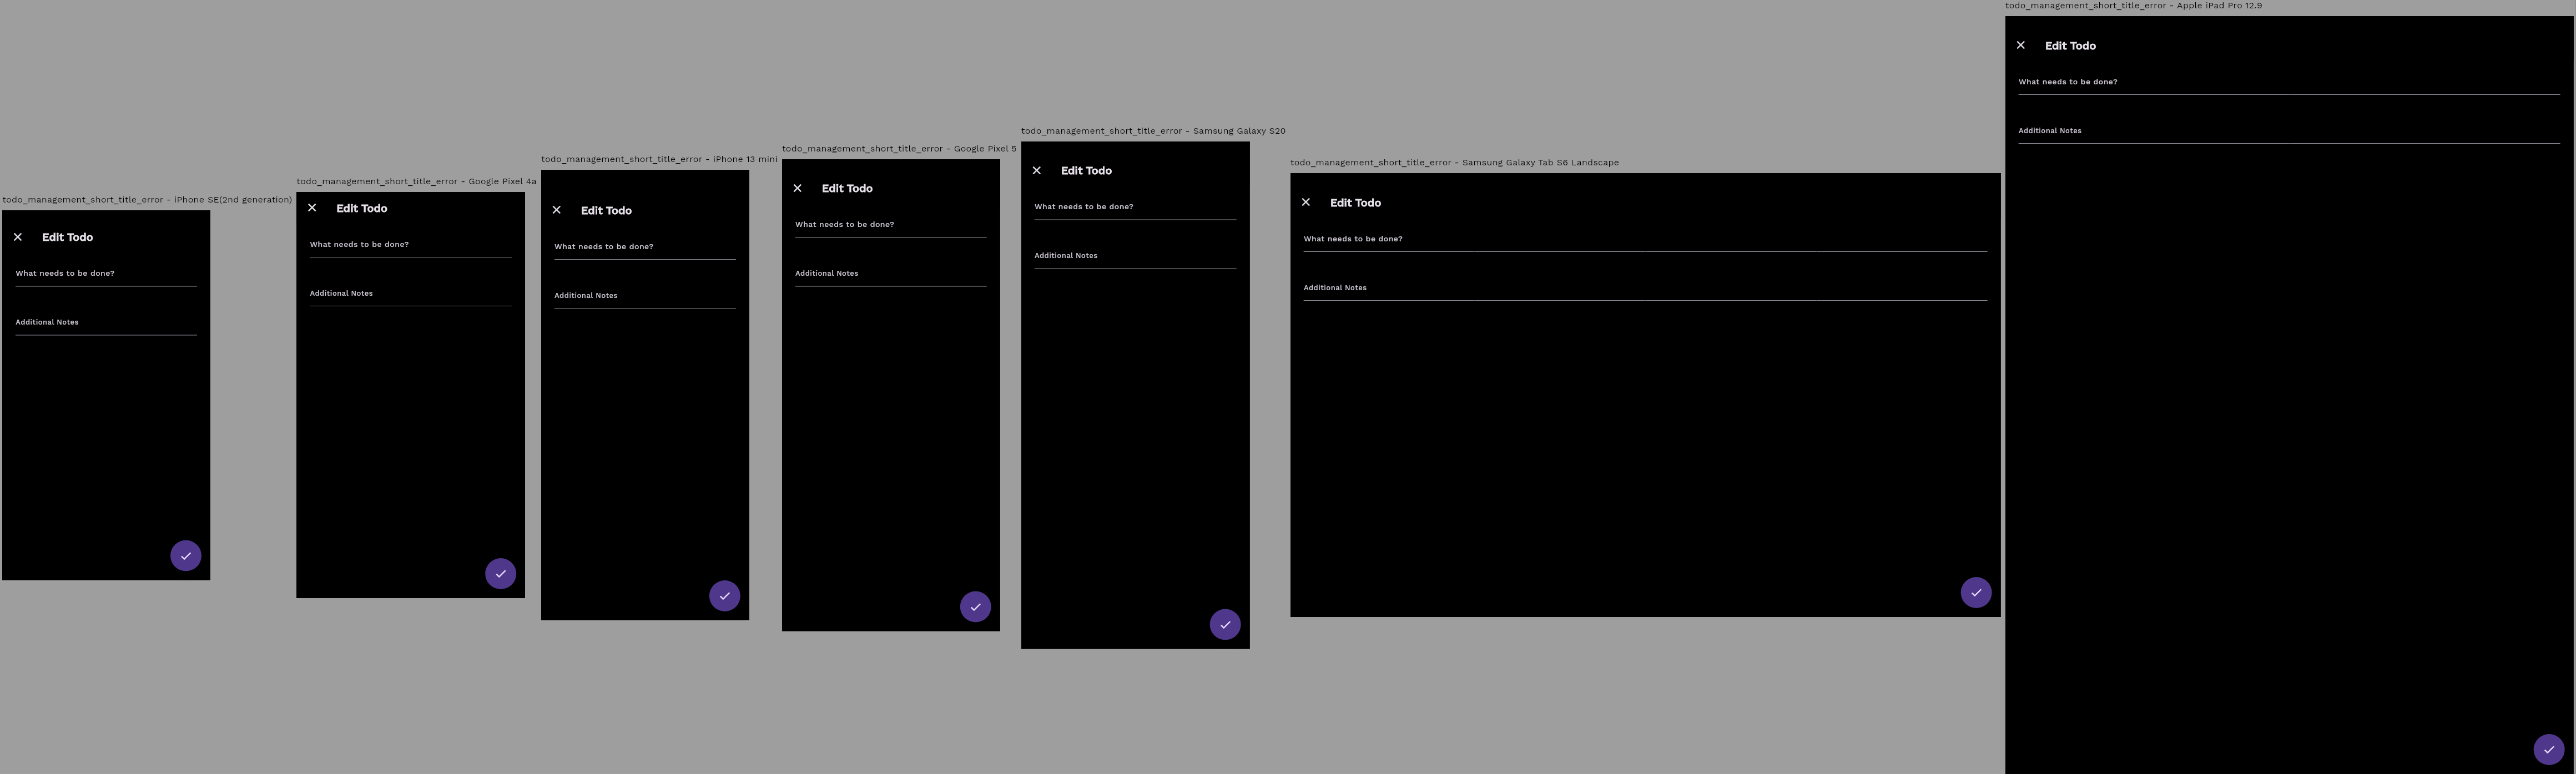 todo_management_short_title_error - iPhone SE(2nd generation)
Edit Todo
What needs to be done?
Additional Notes
todo_management_short_title_error - Google Pixel 4a
Edit Todo
What needs to be done?
Additional Notes
todo_management_short_title_error - iPhone 13 mini
Edit Todo
What needs to be done?
Additional Notes
todo_management_short_title_error - Google Pixel 5
Edit Todo
What needs to be done?
Additional Notes
todo_management_short_title_error - Samsung Galaxy S20
Edit Todo
What needs to be done?
Additional Notes
todo_management_short_title_error - Samsung Galaxy Tab S6 Landscape
Edit Todo
What needs to be done?
Additional Notes
todo_management_short_title_error - Apple iPad Pro 12.9
Edit Todo
What needs to be done?
Additional Notes